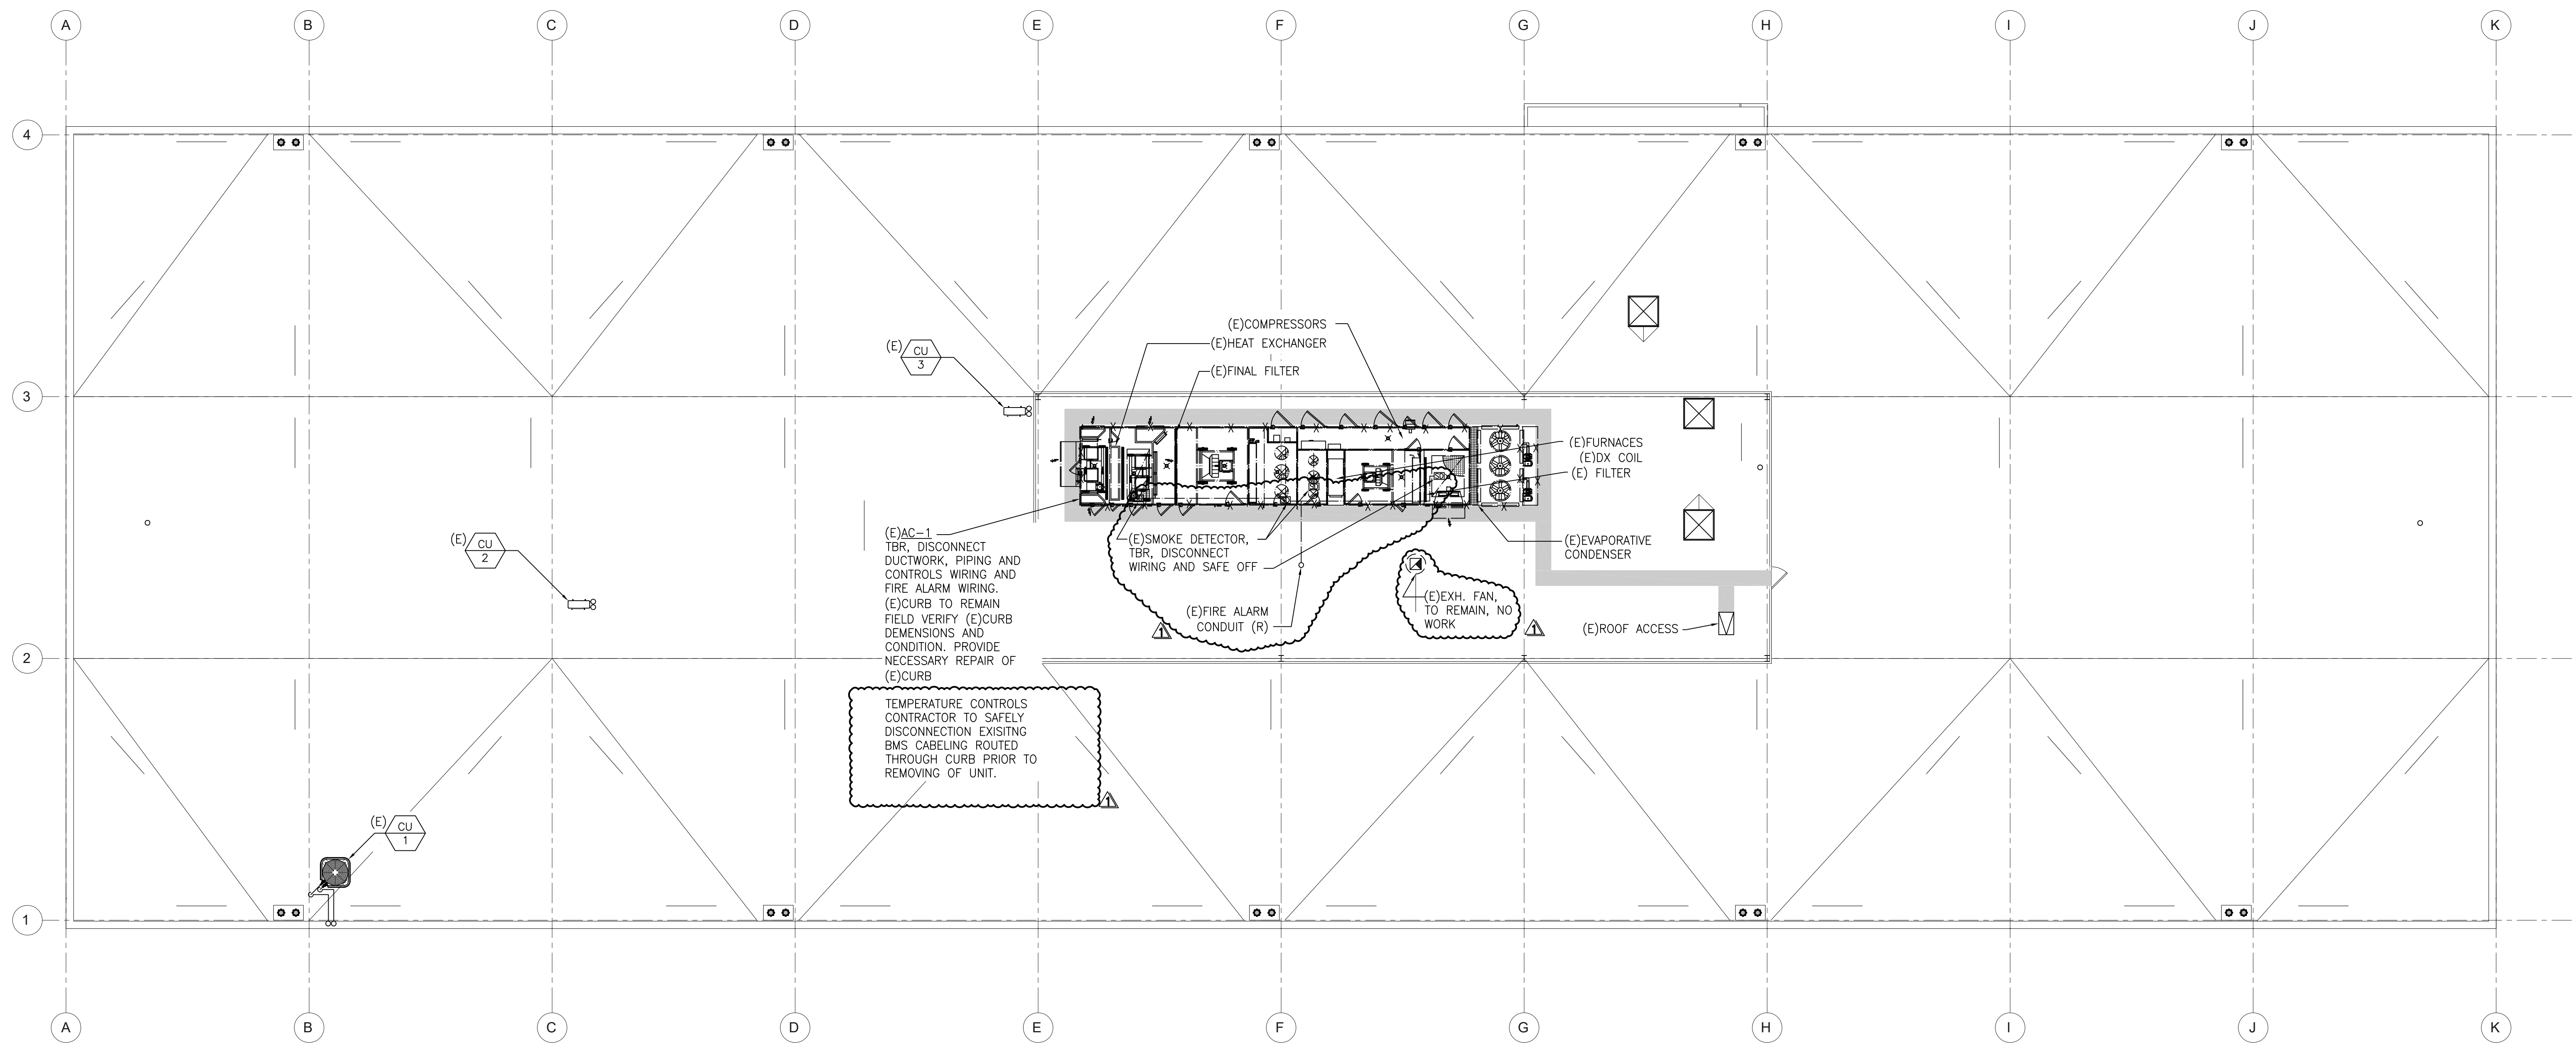 A B C D E F G H I J K
4
3
2
1
(E)COMPRESSORS
(E)HEAT EXCHANGER
(E)FINAL FILTER
(E)
CU
3
(E)FURNACES
(E)DX COIL
(E) FILTER
(E)
CU
2
(E)AC-1
TBR, DISCONNECT
DUCTWORK, PIPING AND
CONTROLS WIRING AND
FIRE ALARM WIRING.
(E)CURB TO REMAIN
FIELD VERIFY (E)CURB
DEMENSIONS AND
CONDITION. PROVIDE
NECESSARY REPAIR OF
(E)CURB
(E)SMOKE DETECTOR,
TBR, DISCONNECT
WIRING AND SAFE OFF
(E)EVAPORATIVE
CONDENSER
(E)FIRE ALARM
CONDUIT (R)
1
(E)EXH. FAN,
TO REMAIN, NO
WORK
1
(E)ROOF ACCESS
TEMPERATURE CONTROLS
CONTRACTOR TO SAFELY
DISCONNECTION EXISITNG
BMS CABELING ROUTED
THROUGH CURB PRIOR TO
REMOVING OF UNIT.
1
(E)
CU
1
A B C D E F G H I J K